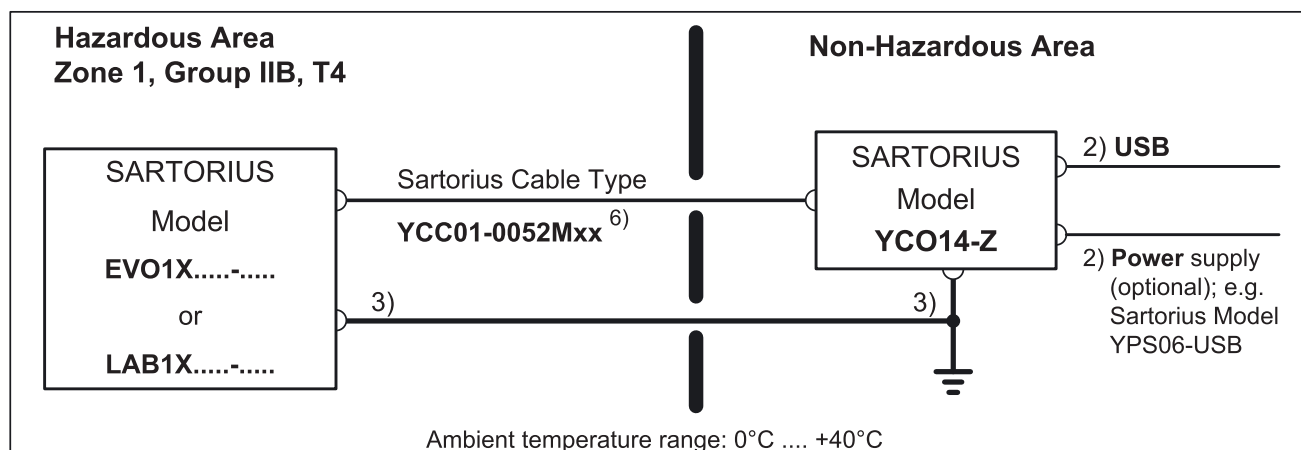 Hazardous Area
Zone 1, Group IIB, T4
Non-Hazardous Area
SARTORIUS
Model
EVO1X.....-.....
or
LAB1X.....-.....
Sartorius Cable Type
YCC01-0052Mxx 6)
3)
3)
SARTORIUS
Model
YCO14-Z
2) USB
2) Power supply
(optional); e.g.
Sartorius Model
YPS06-USB
Ambient temperature range: 0°C .... +40°C